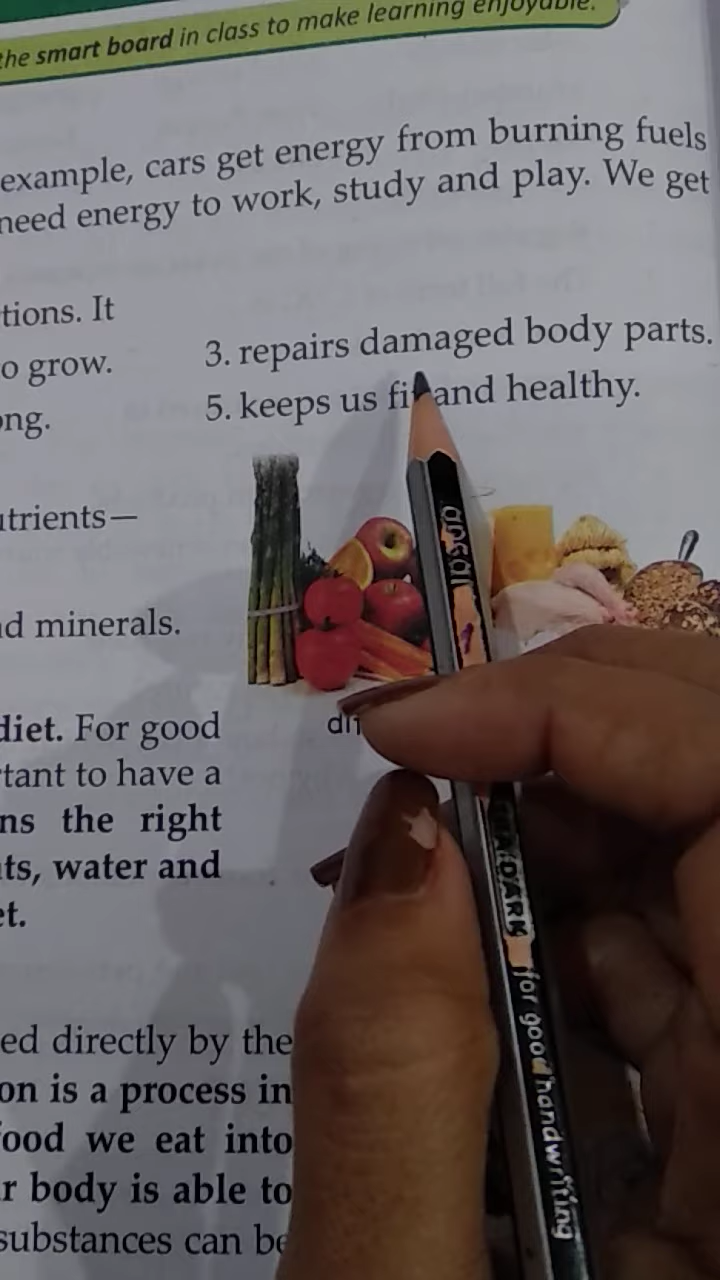 the smart board in class to make learning enjoyable.
example, cars get energy from burning fuels
need energy to work, study and play. We get
tions. It
3. repairs damaged body parts.
o grow.
5. keeps us fit and healthy.
ong.
utrients—
nd minerals.
diet. For good
tant to have a
ns the right
ts, water and
et.
ed directly by the
on is a process in
ood we eat into
r body is able to
substances can be
apsara
DARK for good handwriting